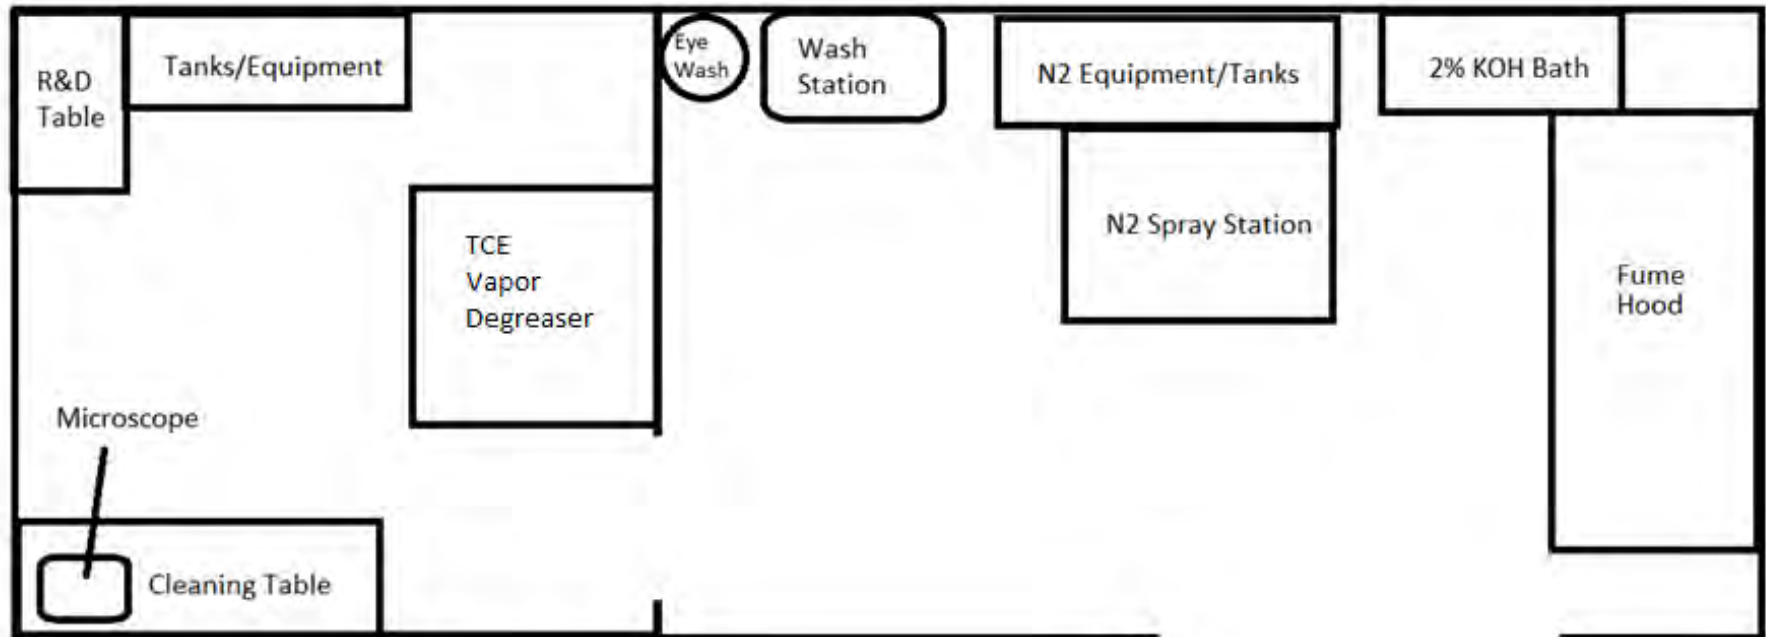 R&D
Table
Tanks/Equipment
Eye
Wash
Wash
Station
N2 Equipment/Tanks
2% KOH Bath
TCE
Vapor
Degreaser
N2 Spray Station
Fume
Hood
Microscope
Cleaning Table